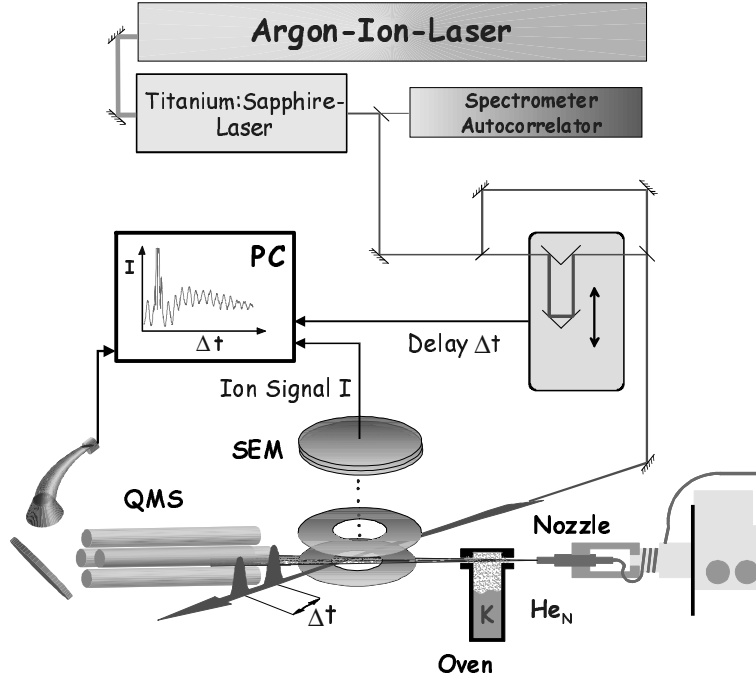 Argon-Ion-Laser
Titanium:Sapphire-
Laser
Spectrometer
Autocorrelator
PC
I
Δt
Delay Δt
Ion Signal I
SEM
QMS
Nozzle
Δt
K
HeN
Oven